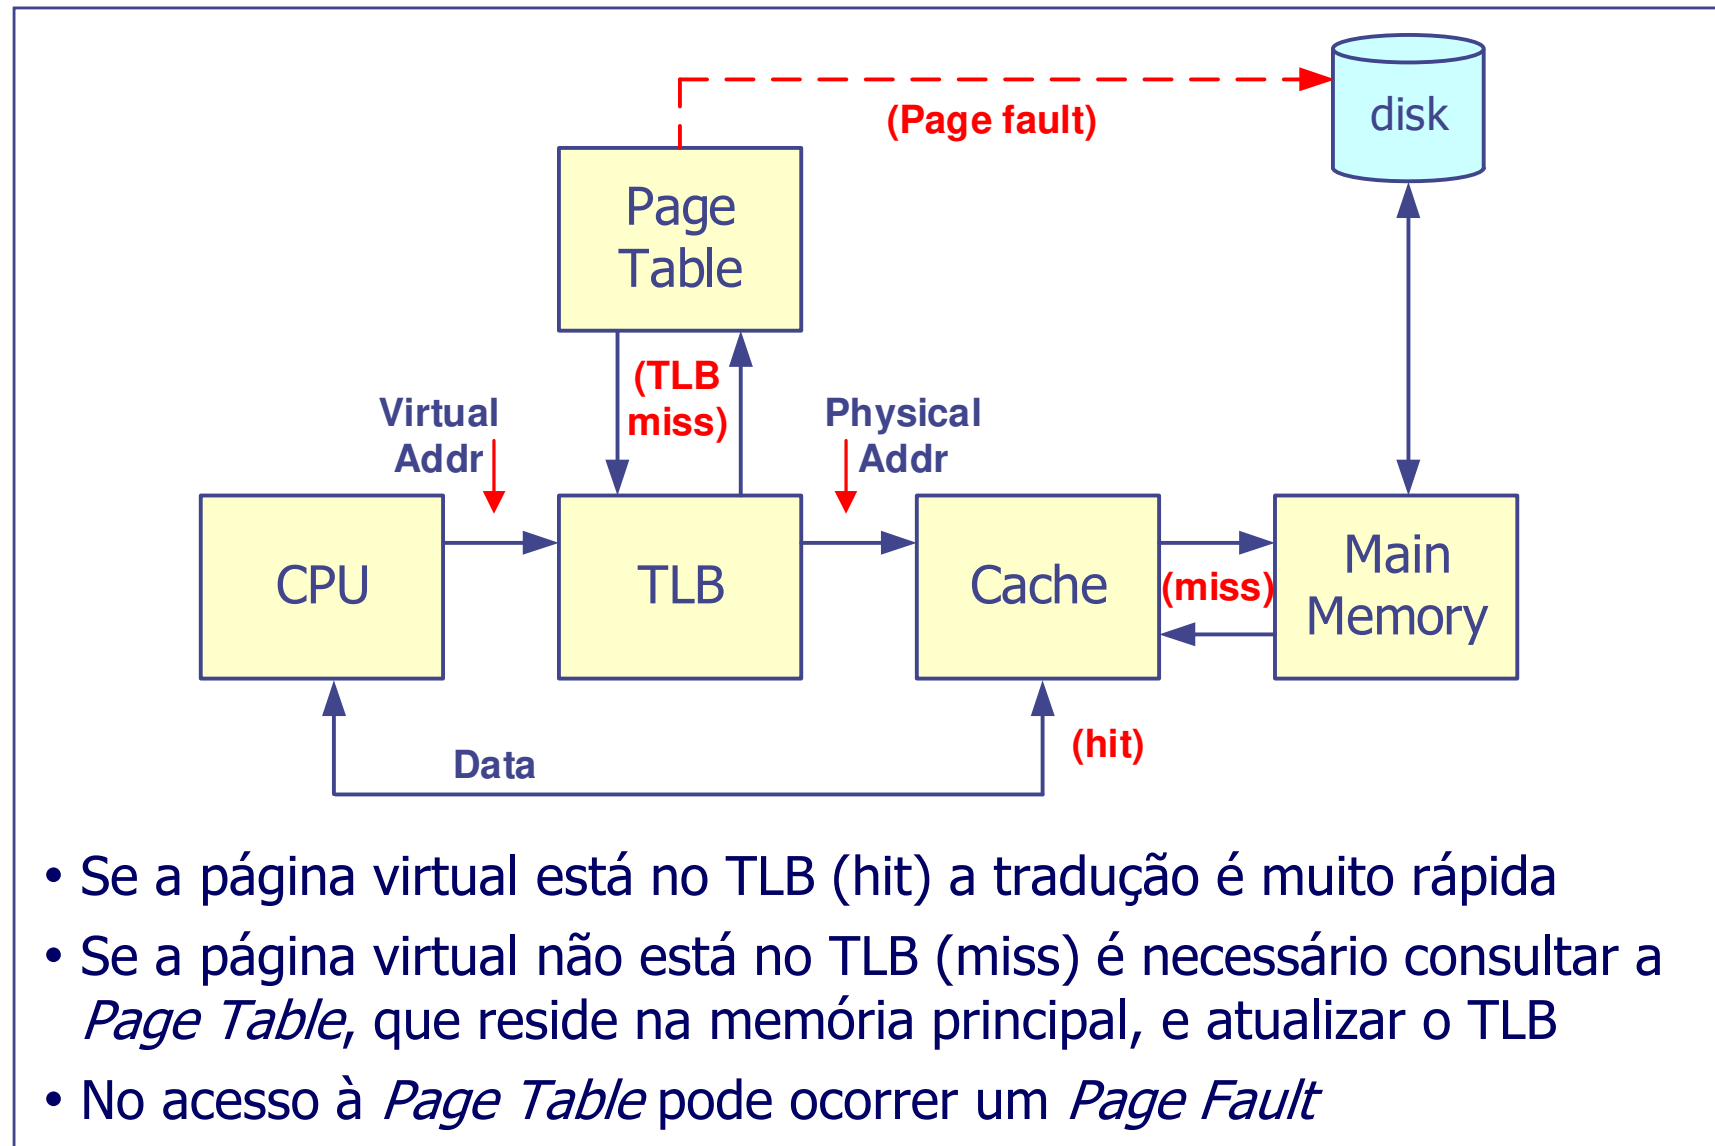 disk
(Page fault)
Page
Table
(TLB
miss)
Virtual
Addr
Physical
Addr
CPU
TLB
Cache
(miss)
Main
Memory
Data
(hit)
• Se a página virtual está no TLB (hit) a tradução é muito rápida
• Se a página virtual não está no TLB (miss) é necessário consultar a
Page Table, que reside na memória principal, e atualizar o TLB
• No acesso à Page Table pode ocorrer um Page Fault